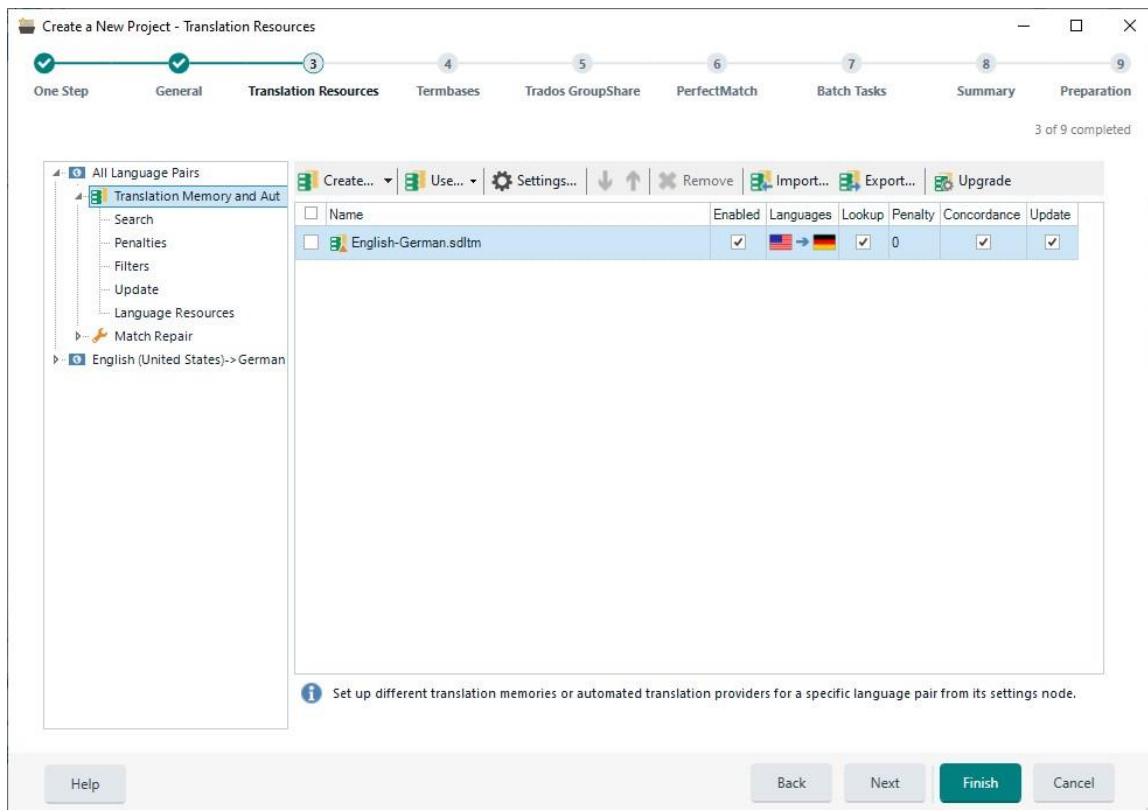 Create a New Project - Translation Resources
3 4 5 6 7 8 9
One Step General Translation Resources Termbases Trados GroupShare PerfectMatch Batch Tasks Summary Preparation
3 of 9 completed
All Language Pairs
Translation Memory and Aut
Search
Penalties
Filters
Update
Language Resources
Match Repair
English (United States)->German
Create... Use... Settings... Remove Import... Export... Upgrade
Name Enabled Languages Lookup Penalty Concordance Update
English-German.sdltm 0
Set up different translation memories or automated translation providers for a specific language pair from its settings node.
Help Back Next Finish Cancel